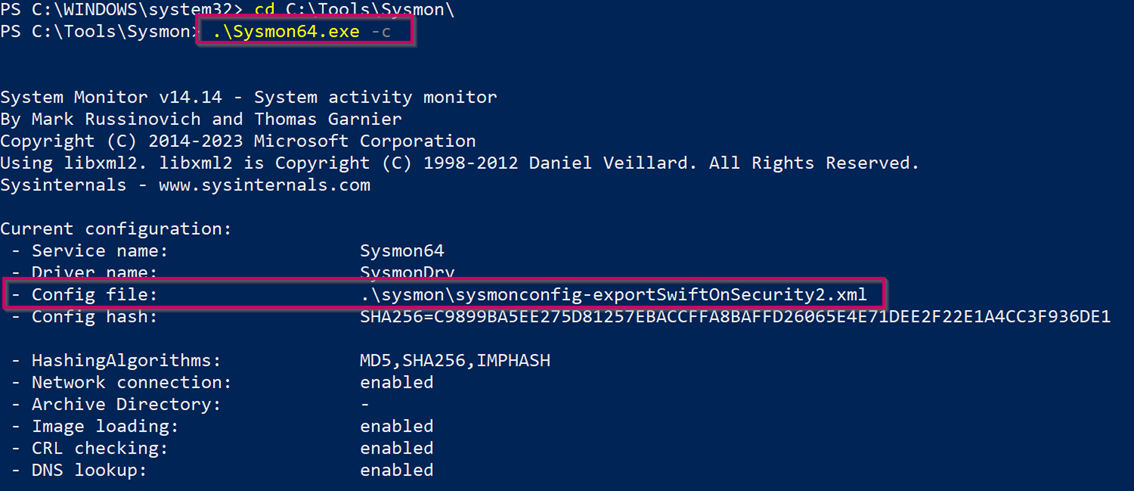 PS C:\WINDOWS\system32> cd C:\Tools\Sysmon\
PS C:\Tools\Sysmon> .\Sysmon64.exe -c
System Monitor v14.14 - System activity monitor
By Mark Russinovich and Thomas Garnier
Copyright (C) 2014-2023 Microsoft Corporation
Using libxml2. libxml2 is Copyright (C) 1998-2012 Daniel Veillard. All Rights Reserved.
Sysinternals - www.sysinternals.com
Current configuration:
- Service name: Sysmon64
- Driver name: SysmonDrv
- Config file: .\sysmon\sysmonconfig-exportSwiftOnSecurity2.xml
- Config hash: SHA256=C9899BA5EE275D81257EBACCFFA8BAFFD26065E4E71DEE2F22E1A4CC3F936DE1
- HashingAlgorithms: MD5,SHA256,IMPHASH
- Network connection: enabled
- Archive Directory: -
- Image loading: enabled
- CRL checking: enabled
- DNS lookup: enabled